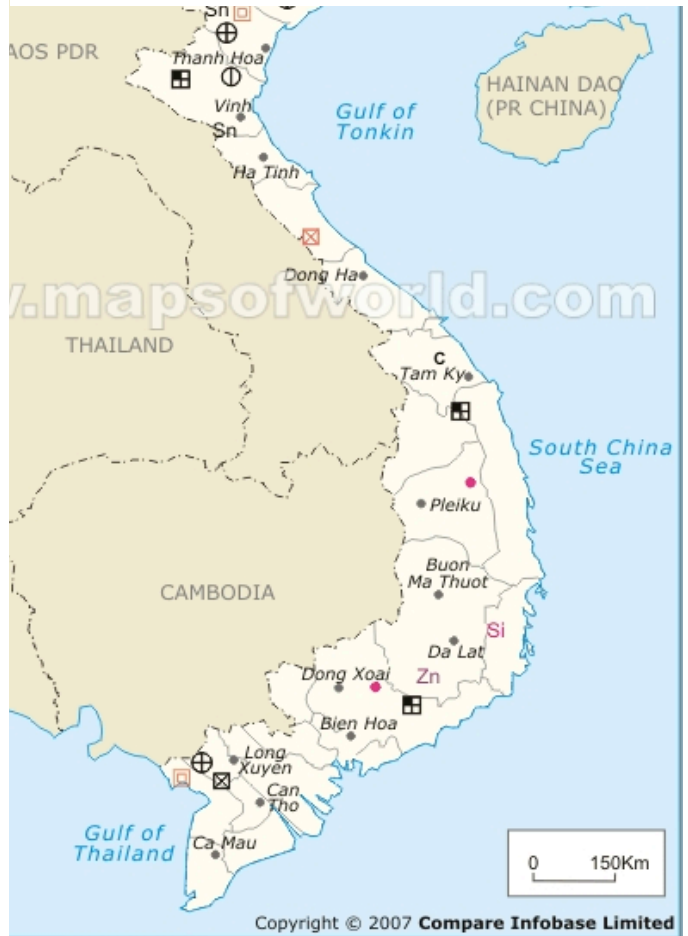 Sn
AOS PDR
Thanh Hoa
HAINAN DAO
(PR CHINA)
Vinh
Gulf of
Tonkin
Sn
Ha Tinh
Dong Ha
.mapsofworld.com
THAILAND
C
Tam Ky
South China
Sea
Pleiku
Buon
Ma Thuot
CAMBODIA
Si
Da Lat
Dong Xoai
Zn
Bien Hoa
Long
Xuyen
Can
Tho
Gulf of
Thailand
Ca Mau
0 150Km
Copyright © 2007 Compare Infobase Limited